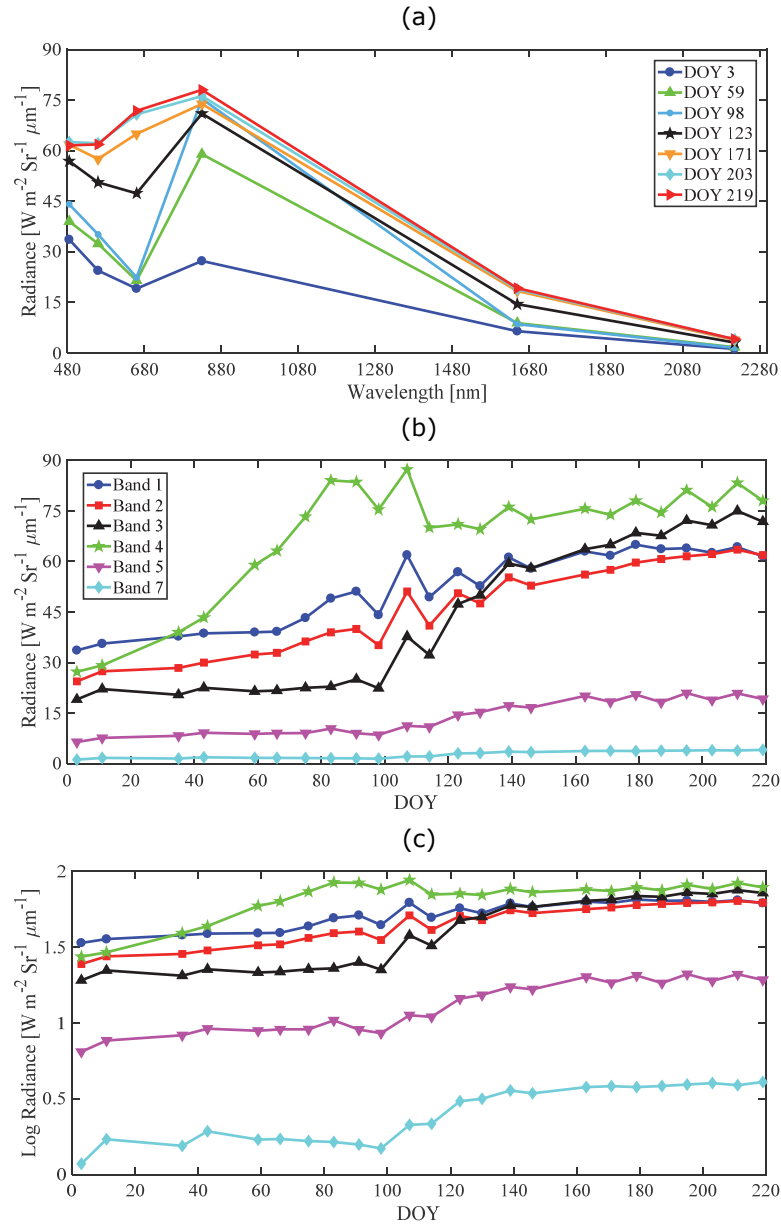 (a)
90
75
60
45
30
15
0
Radiance [W m-2 Sr-1 μm-1]
DOY 3
DOY 59
DOY 98
DOY 123
DOY 171
DOY 203
DOY 219
480 680 880 1080 1280 1480 1680 1880 2080 2280
Wavelength [nm]
(b)
90
75
60
45
30
15
0
Radiance [W m-2 Sr-1 μm-1]
Band 1
Band 2
Band 3
Band 4
Band 5
Band 7
0 20 40 60 80 100 120 140 160 180 200 220
DOY
(c)
2
1.5
1
0.5
0
Log Radiance [W m-2 Sr-1 μm-1]
0 20 40 60 80 100 120 140 160 180 200 220
DOY